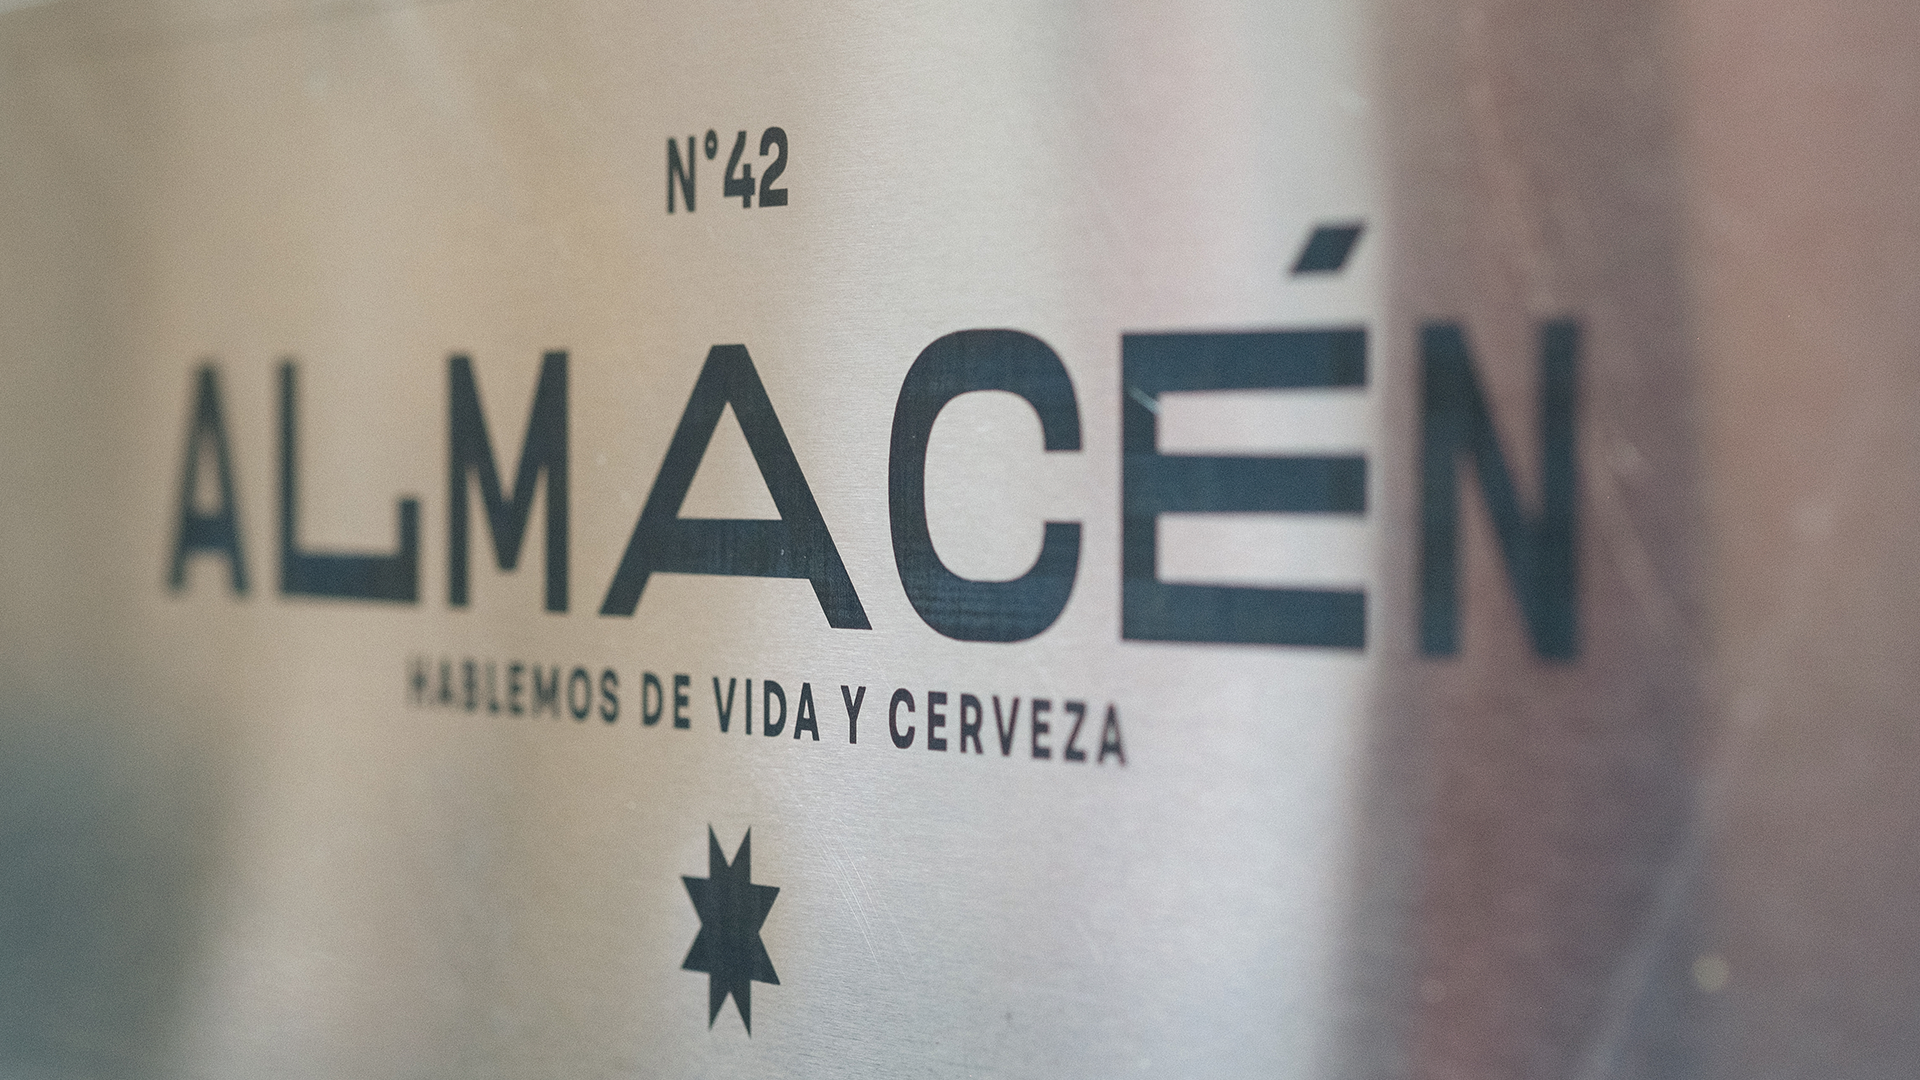 N°42
ALMACÉN
HABLEMOS DE VIDA Y CERVEZA